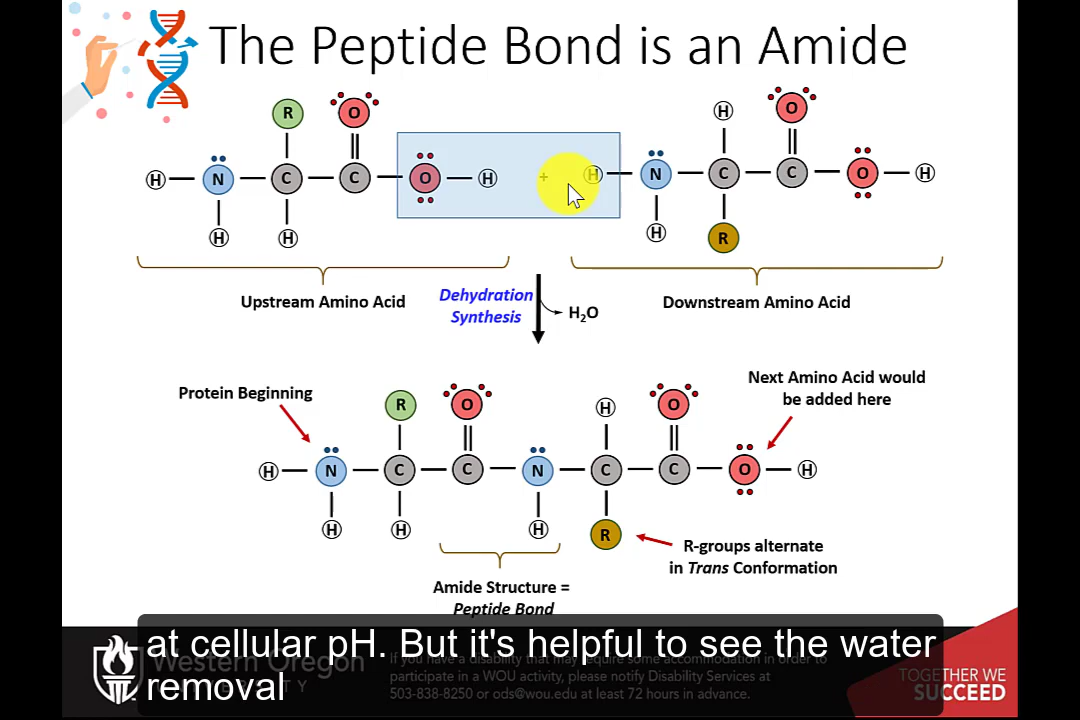 The Peptide Bond is an Amide
R O H O
H N C C O H + H N C C O H
H H H R
Upstream Amino Acid Dehydration Synthesis H₂O Downstream Amino Acid
Protein Beginning
Next Amino Acid would
be added here
R O H O
H N C C N C C O H
H H H R
R-groups alternate
in Trans Conformation
Amide Structure =
Peptide Bond
at cellular pH. But it's helpful to see the water
removal
Western Oregon
UNIVERSITY
If you have a disability that may require some accommodation in order to
participate in a WOU activity, please notify Disability Services at
503-838-8250 or ods@wou.edu at least 72 hours in advance.
TOGETHER WE
SUCCEED